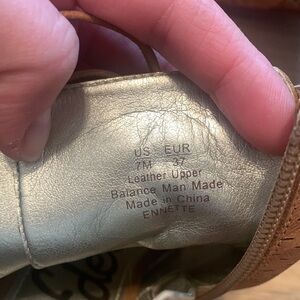 US EUR
7M 37
Leather Upper
Balance Man Made
Made in China
ENNETTE